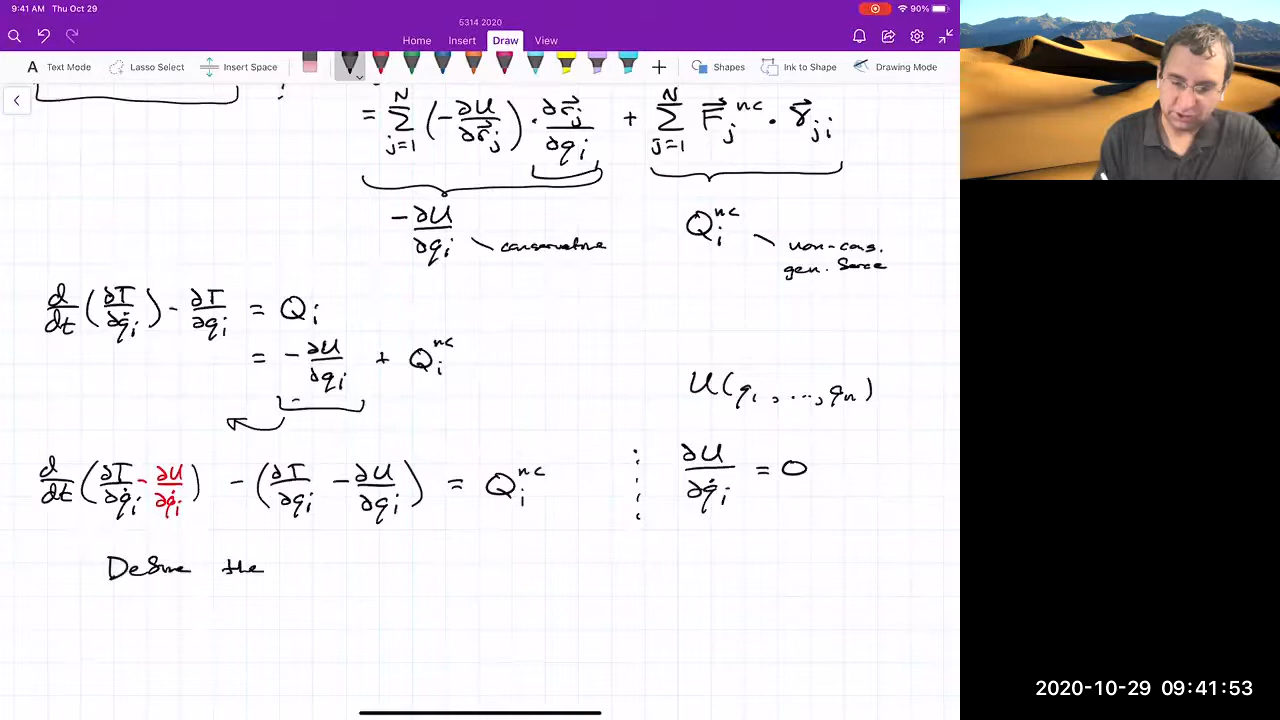 9:41 AM Thu Oct 29
90%
5314 2020
Home Insert Draw View
Text Mode Lasso Select Insert Space Shapes Ink to Shape Drawing Mode
= ∑_{j=1}^{N} (-∂U/∂r⃗_j) · ∂r⃗_j/∂q_i + ∑_{j=1}^{N} F⃗_j^{nc} · γ⃗_{ji}
-∂U/∂q_i conservative
Q_i^{nc} non-cons.
gen. force
d/dt (∂T/∂q̇_i) - ∂T/∂q_i = Q_i
= -∂U/∂q_i + Q_i^{nc}
U(q_1, ..., q_n)
d/dt (∂T/∂q̇_i - ∂U/∂q̇_i) - (∂T/∂q_i - ∂U/∂q_i) = Q_i^{nc}
∂U/∂q̇_i = 0
Define the
2020-10-29 09:41:53